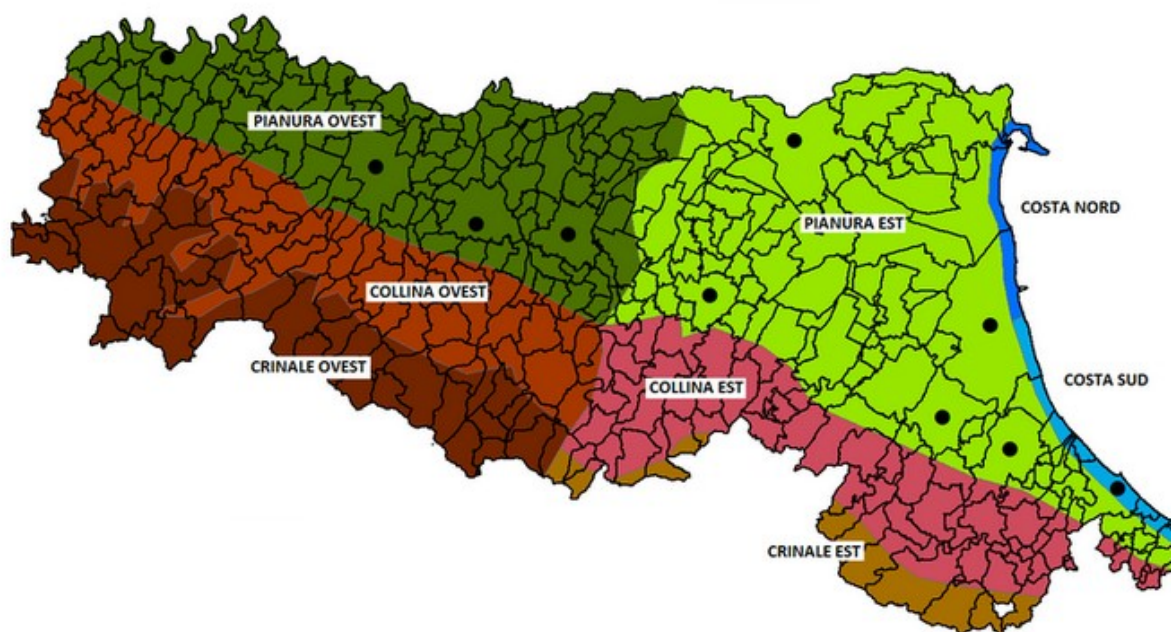 PIANURA OVEST
COSTA NORD
PIANURA EST
COLLINA OVEST
CRINALE OVEST
COSTA SUD
COLLINA EST
CRINALE EST